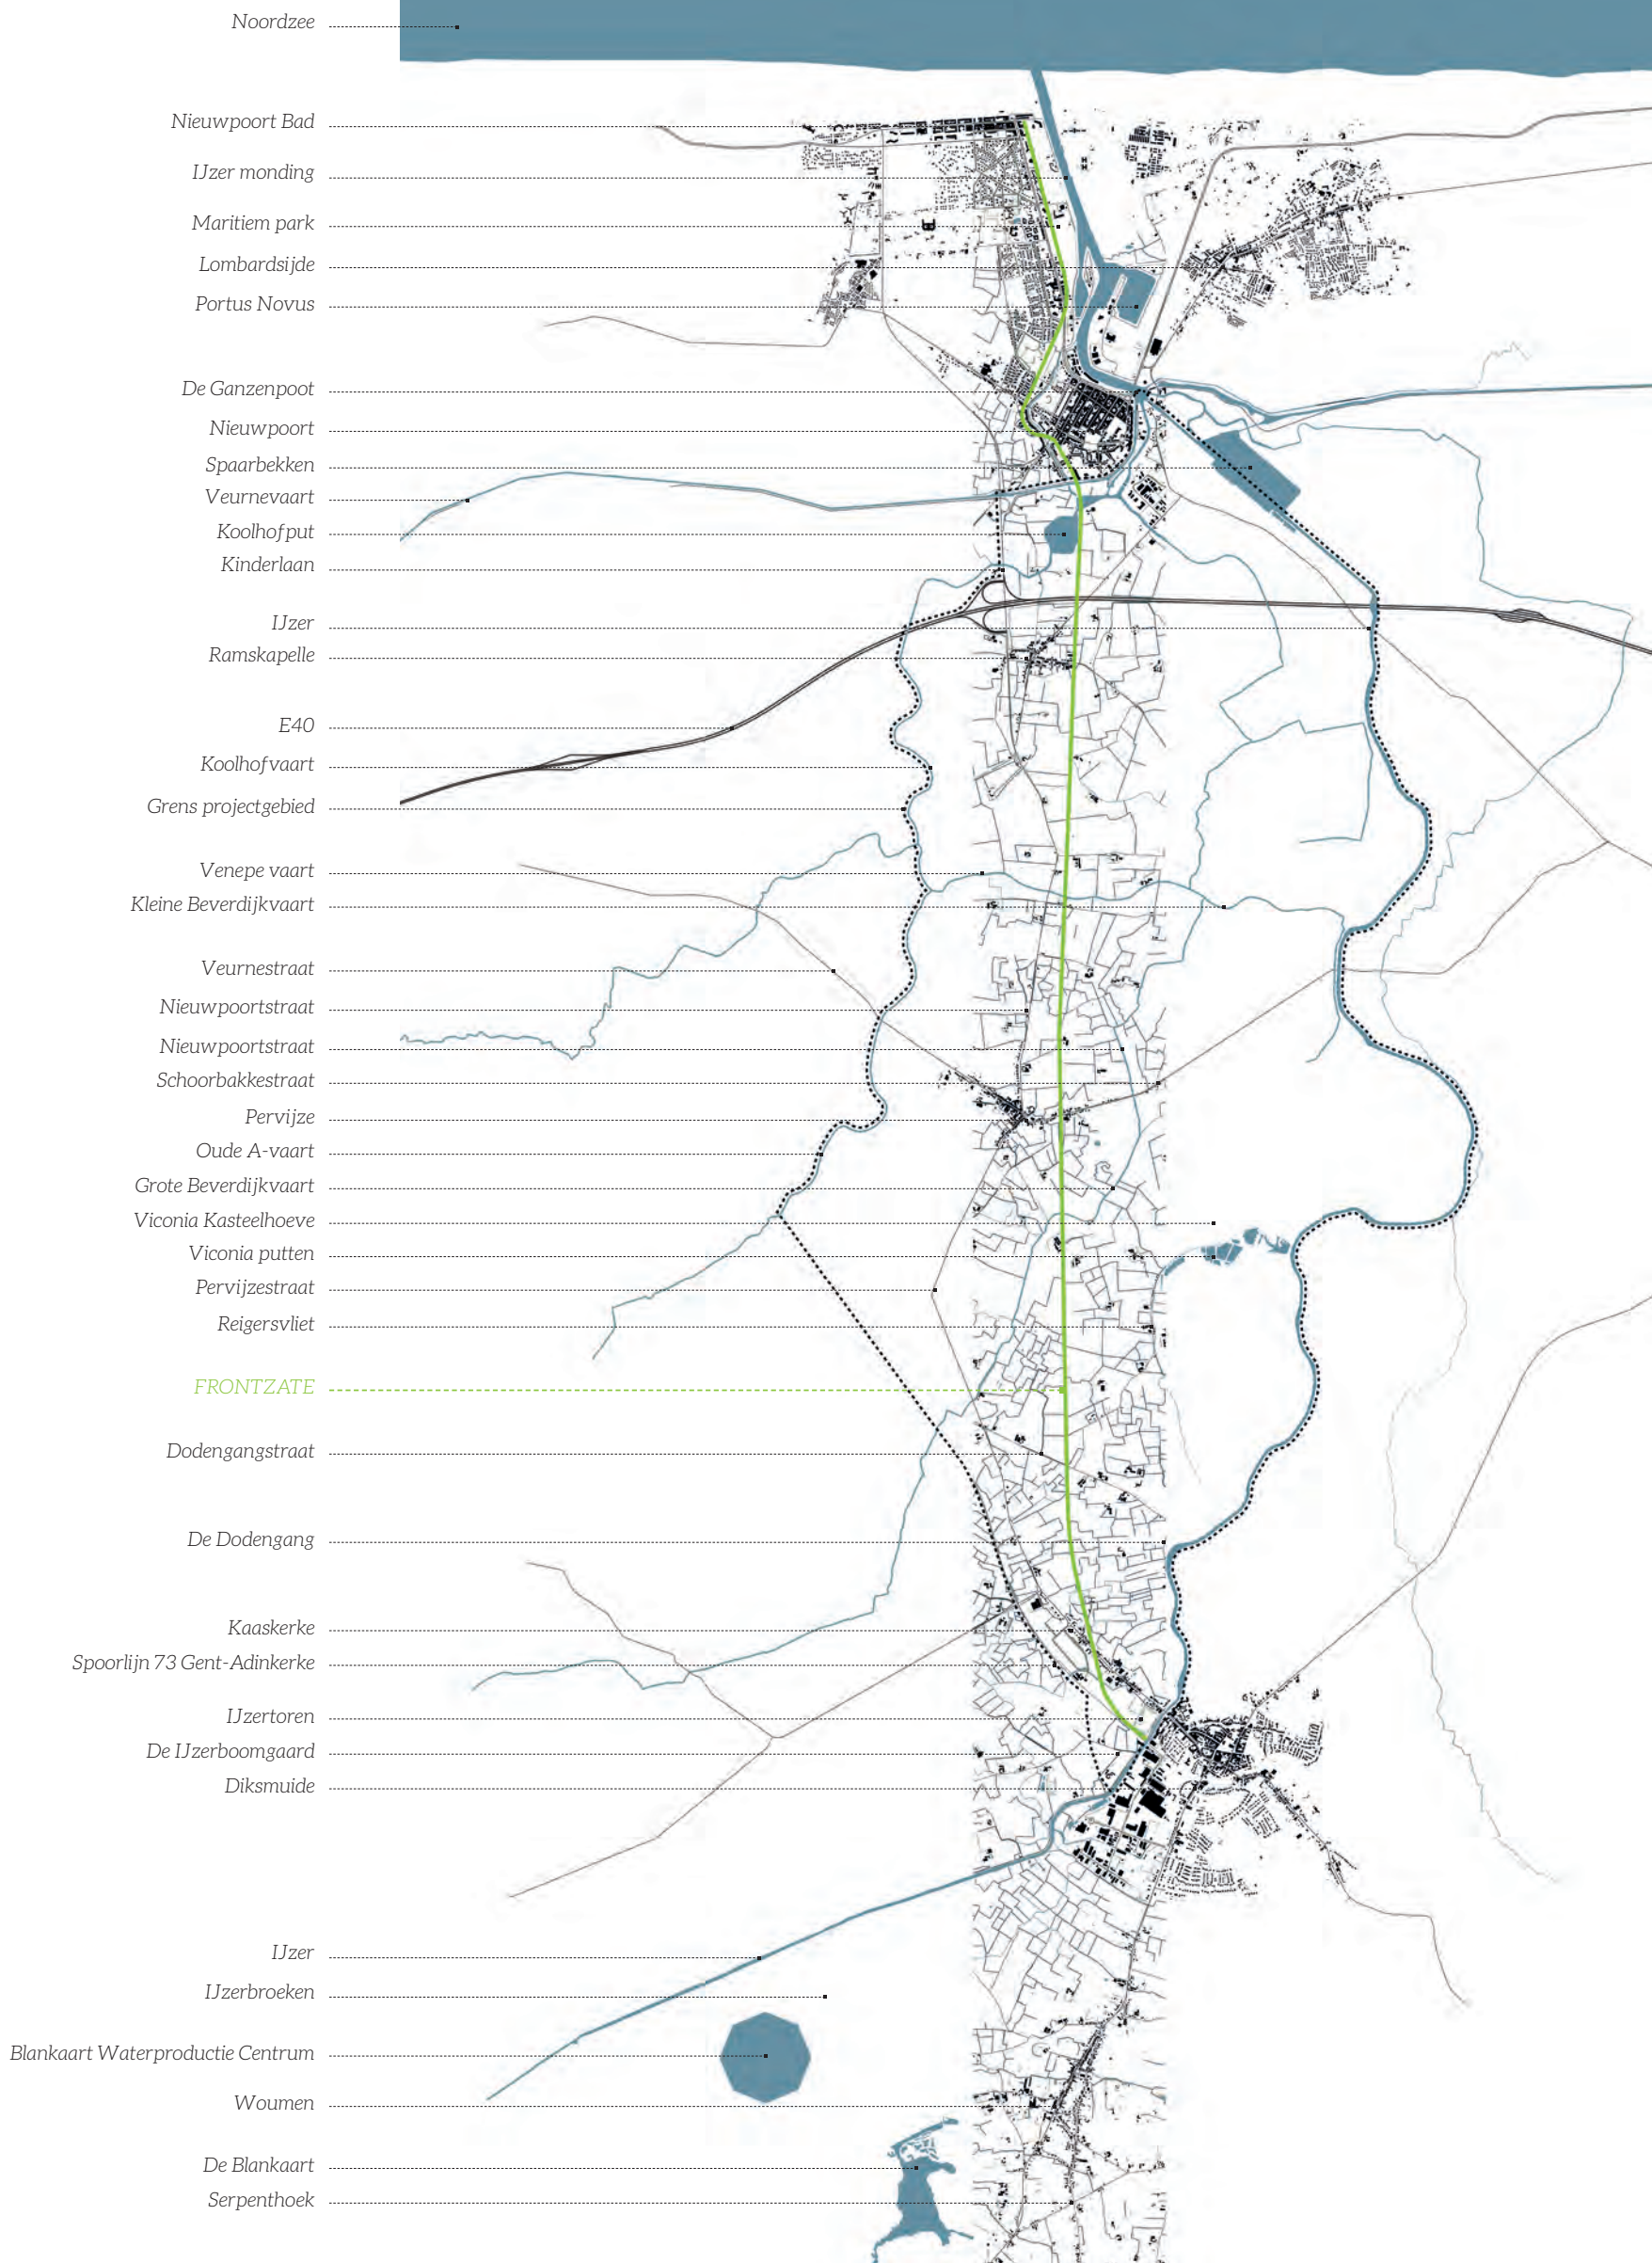 Noordzee
Nieuwpoort Bad
IJzer monding
Maritiem park
Lombardsijde
Portus Novus
De Ganzenpoot
Nieuwpoort
Spaarbekken
Veurnevaart
Koolhofput
Kinderlaan
IJzer
Ramskapelle
E40
Koolhofvaart
Grens projectgebied
Venepe vaart
Kleine Beverdijkvaart
Veurnestraat
Nieuwpoortstraat
Nieuwpoortstraat
Schoorbakkestraat
Pervijze
Oude A-vaart
Grote Beverdijkvaart
Viconia Kasteelhoeve
Viconia putten
Pervijzestraat
Reigersvliet
FRONTZATE
Dodengangstraat
De Dodengang
Kaaskerke
Spoorlijn 73 Gent-Adinkerke
IJzertoren
De IJzerboomgaard
Diksmuide
IJzer
IJzerbroeken
Blankaart Waterproductie Centrum
Woumen
De Blankaart
Serpenthoek